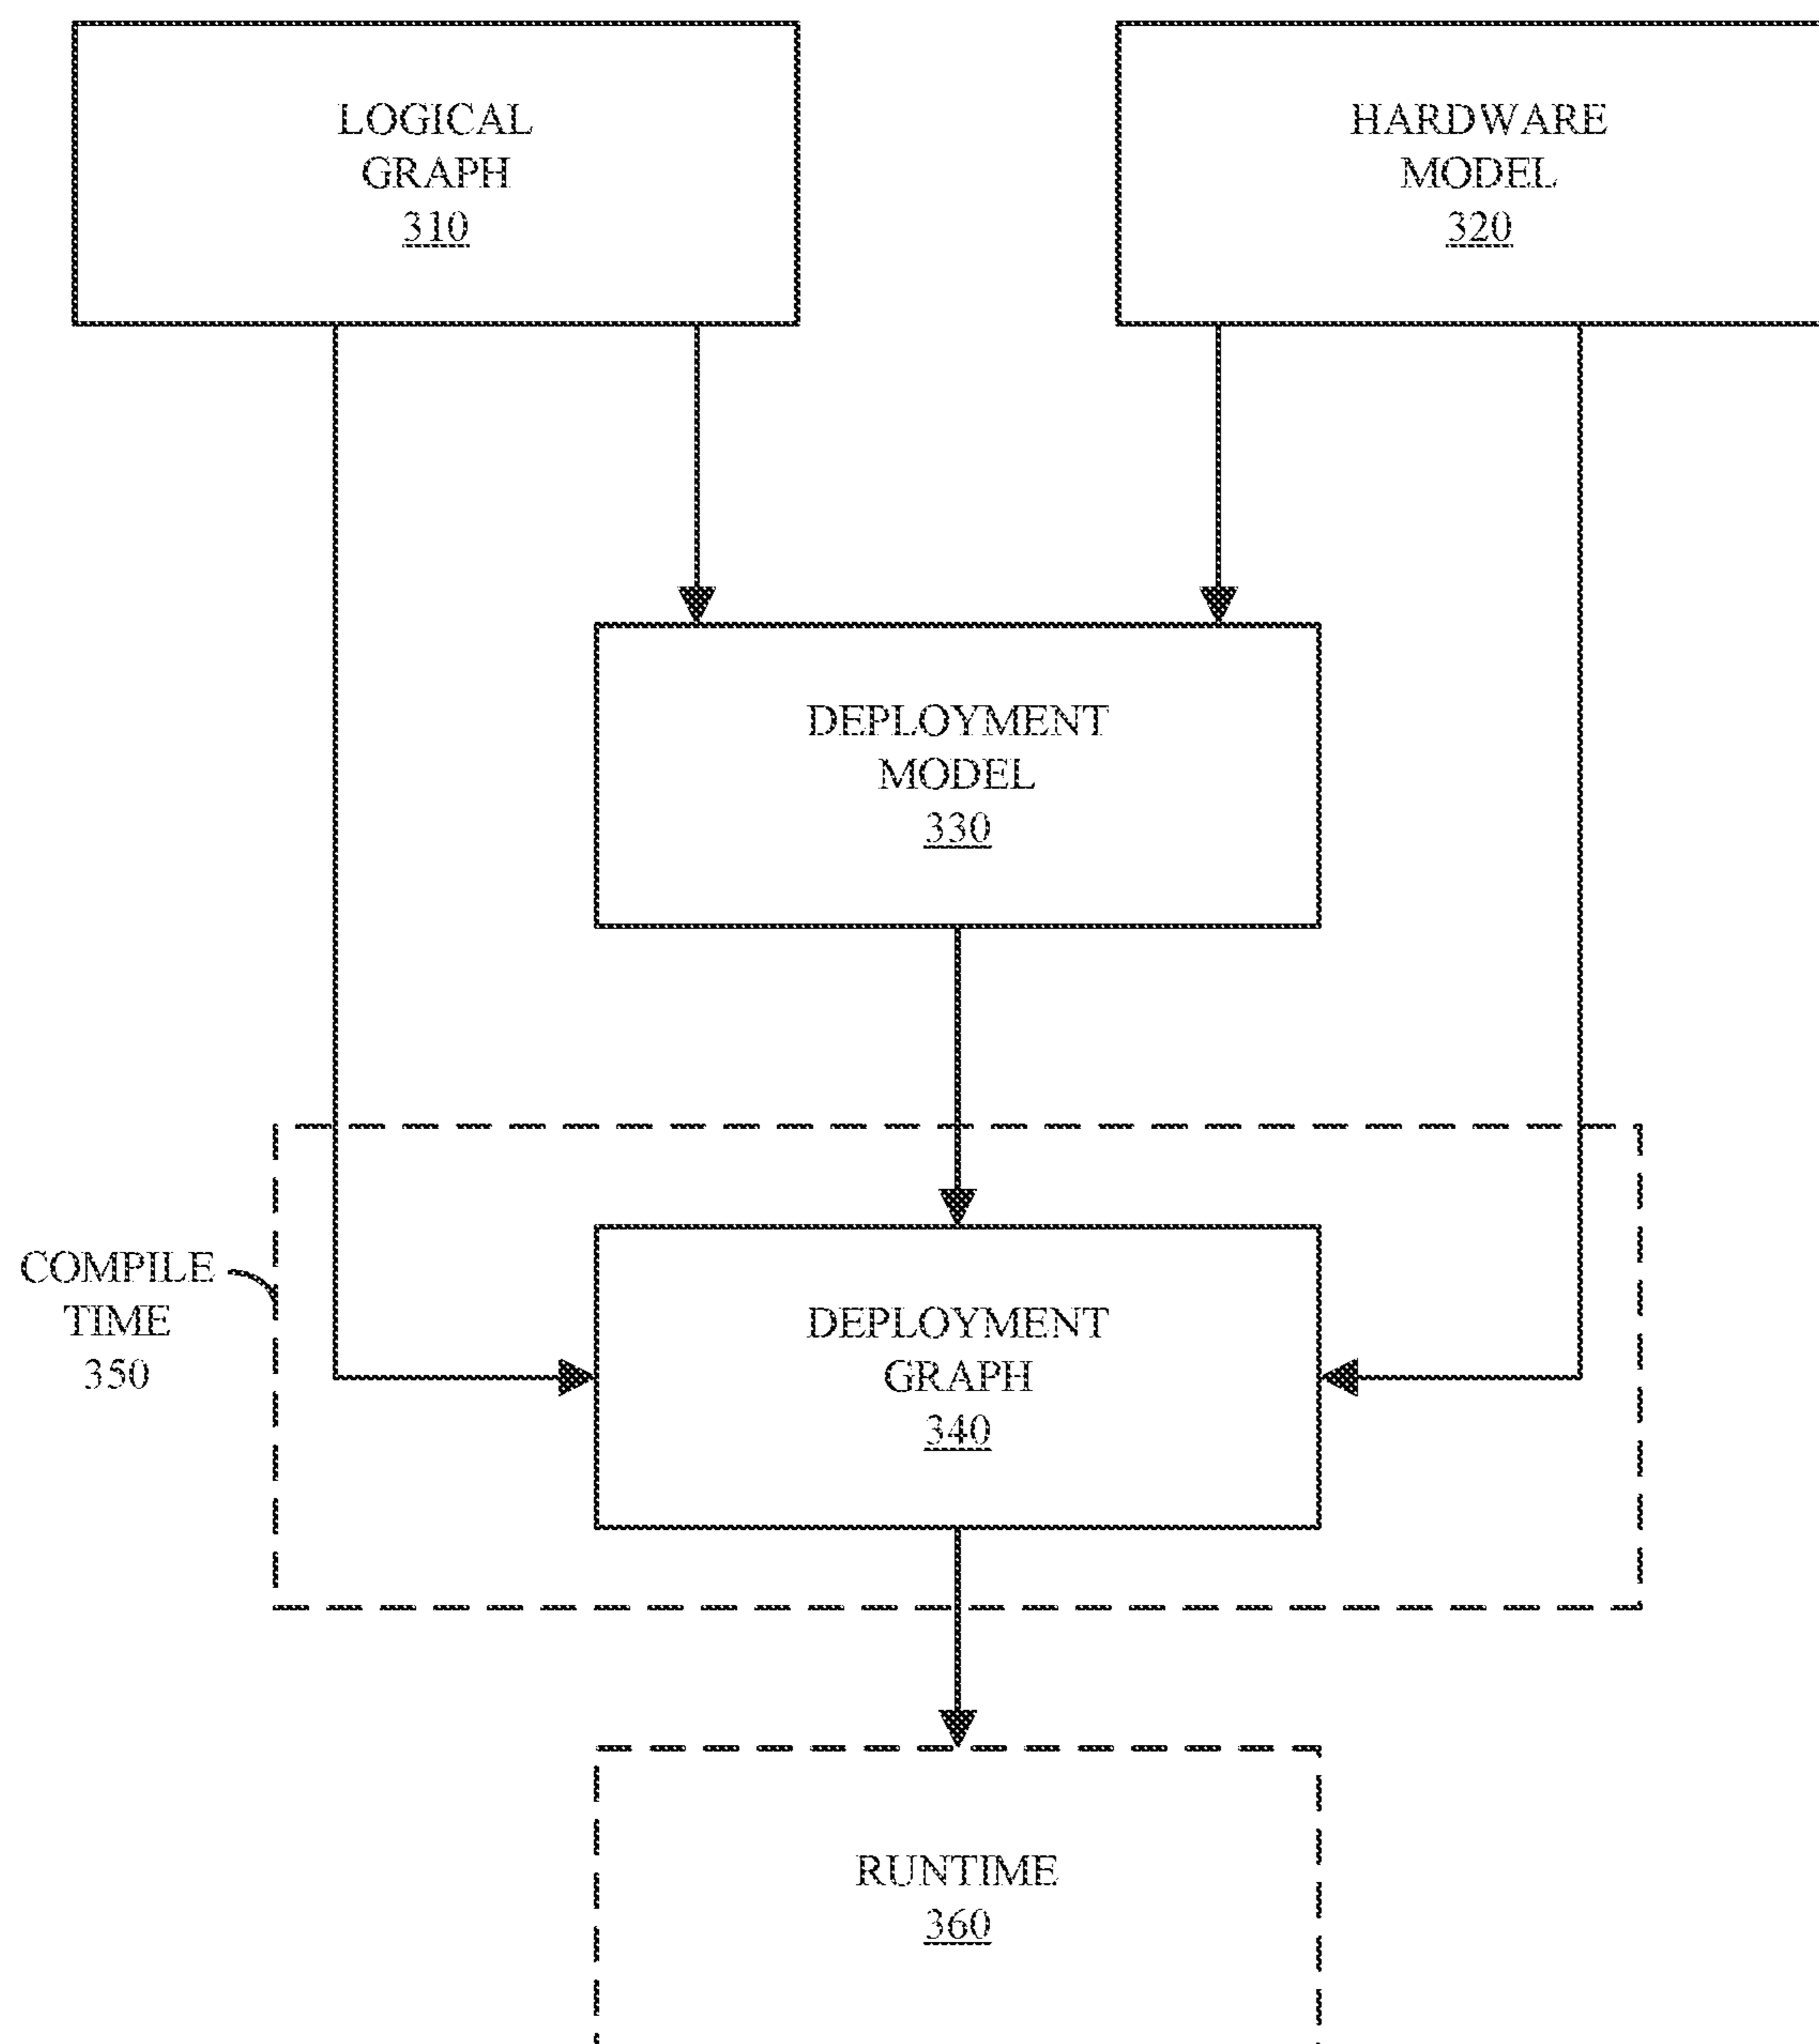 LOGICAL
GRAPH
310
HARDWARE
MODEL
320
DEPLOYMENT
MODEL
330
COMPILE
TIME
350
DEPLOYMENT
GRAPH
340
RUNTIME
360